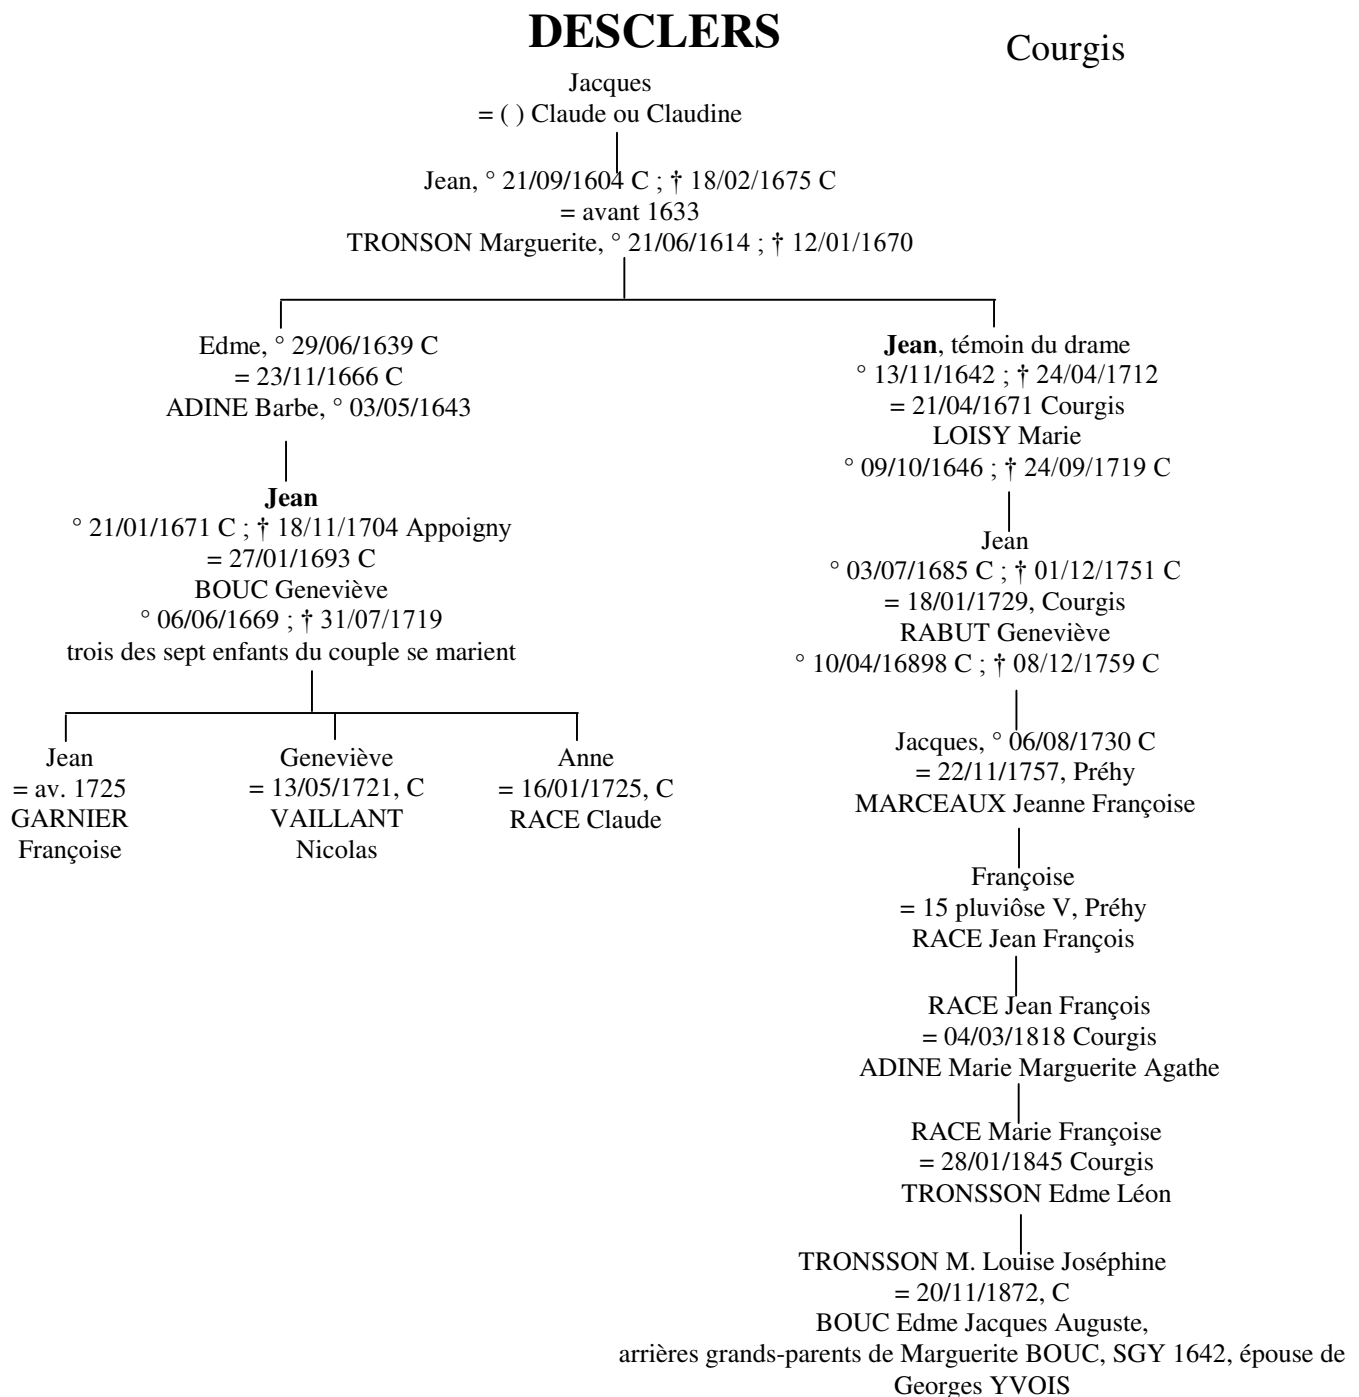 DESCLERS
Courgis
Jacques
= ( ) Claude ou Claudine
Jean, ° 21/09/1604 C ; † 18/02/1675 C
= avant 1633
TRONSON Marguerite, ° 21/06/1614 ; † 12/01/1670
Edme, ° 29/06/1639 C
= 23/11/1666 C
ADINE Barbe, ° 03/05/1643
Jean
° 21/01/1671 C ; † 18/11/1704 Appoigny
= 27/01/1693 C
BOUC Geneviève
° 06/06/1669 ; † 31/07/1719
trois des sept enfants du couple se marient
Jean
= av. 1725
GARNIER
Françoise
Geneviève
= 13/05/1721, C
VAILLANT
Nicolas
Anne
= 16/01/1725, C
RACE Claude
Jean, témoin du drame
° 13/11/1642 ; † 24/04/1712
= 21/04/1671 Courgis
LOISY Marie
° 09/10/1646 ; † 24/09/1719 C
Jean
° 03/07/1685 C ; † 01/12/1751 C
= 18/01/1729, Courgis
RABUT Geneviève
° 10/04/16898 C ; † 08/12/1759 C
Jacques, ° 06/08/1730 C
= 22/11/1757, Préhy
MARCEAUX Jeanne Françoise
Françoise
= 15 pluviôse V, Préhy
RACE Jean François
RACE Jean François
= 04/03/1818 Courgis
ADINE Marie Marguerite Agathe
RACE Marie Françoise
= 28/01/1845 Courgis
TRONSSON Edme Léon
TRONSSON M. Louise Joséphine
= 20/11/1872, C
BOUC Edme Jacques Auguste,
arrières grands-parents de Marguerite BOUC, SGY 1642, épouse de
Georges YVOIS